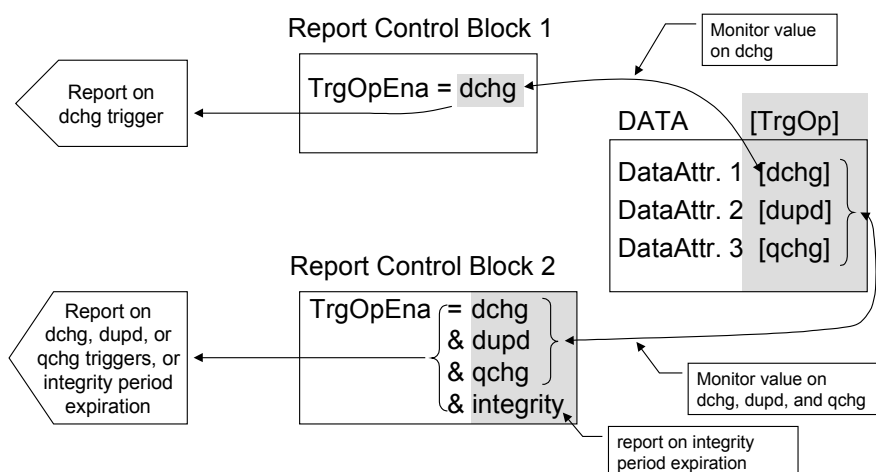 Report Control Block 1
Monitor value
on dchg
Report on
dchg trigger
TrgOpEna = dchg
DATA [TrgOp]
DataAttr. 1 [dchg]
DataAttr. 2 [dupd]
DataAttr. 3 [qchg]
Report Control Block 2
Report on
dchg, dupd, or
qchg triggers, or
integrity period
expiration
TrgOpEna = dchg
& dupd
& qchg
& integrity
Monitor value on
dchg, dupd, and qchg
report on integrity
period expiration